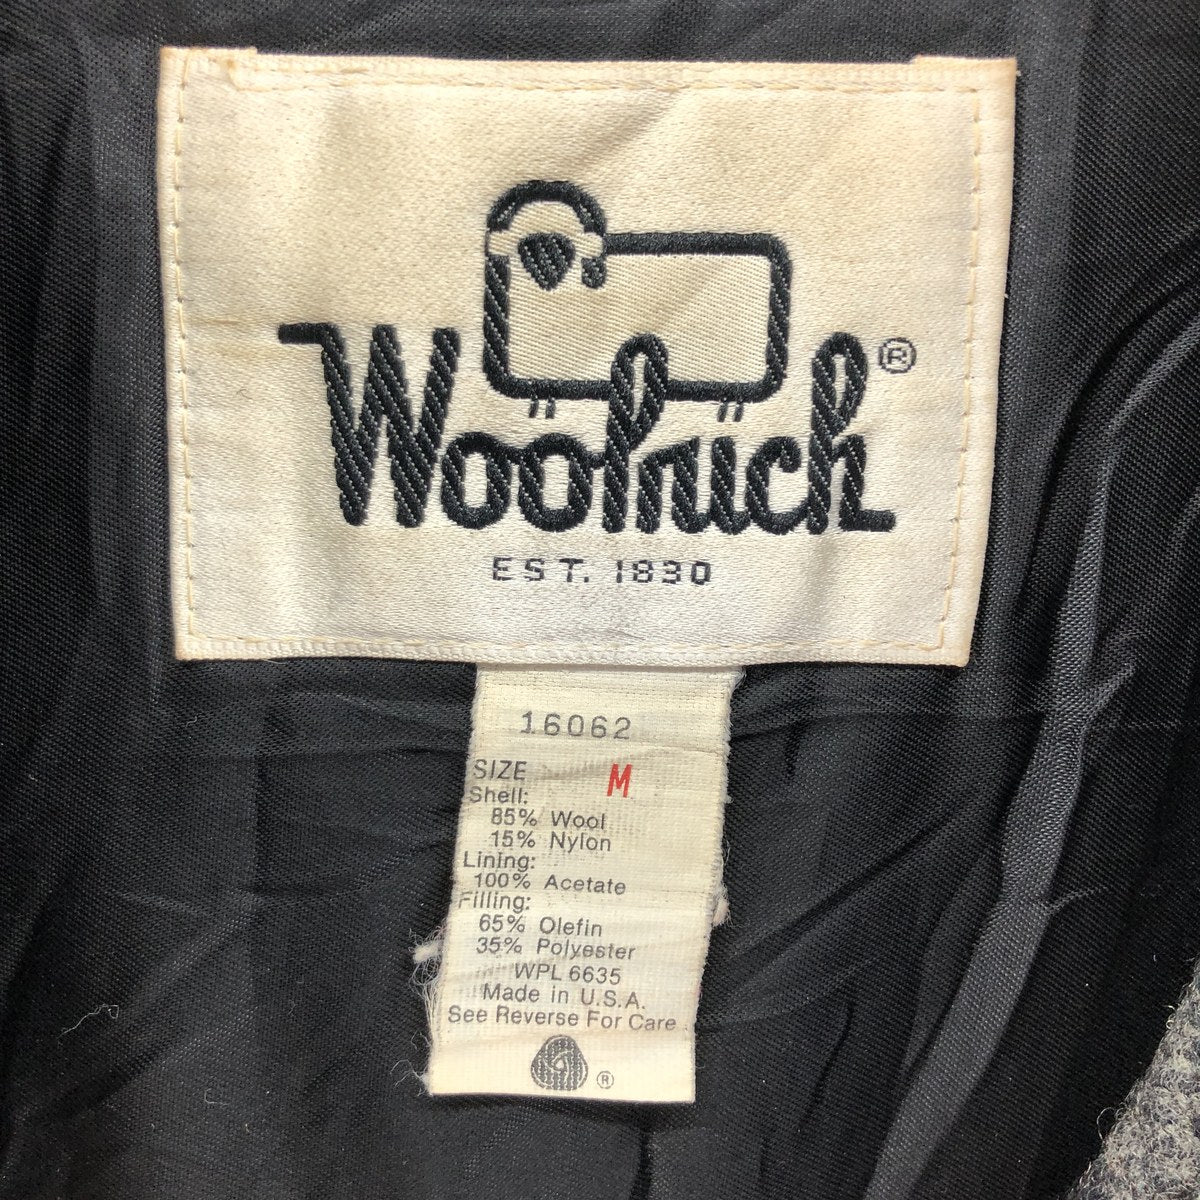 Woolrich®
EST. 1830
16062
SIZE M
Shell:
85% Wool
15% Nylon
Lining:
100% Acetate
Filling:
65% Olefin
35% Polyester
WPL 6635
Made in U.S.A.
See Reverse For Care
®